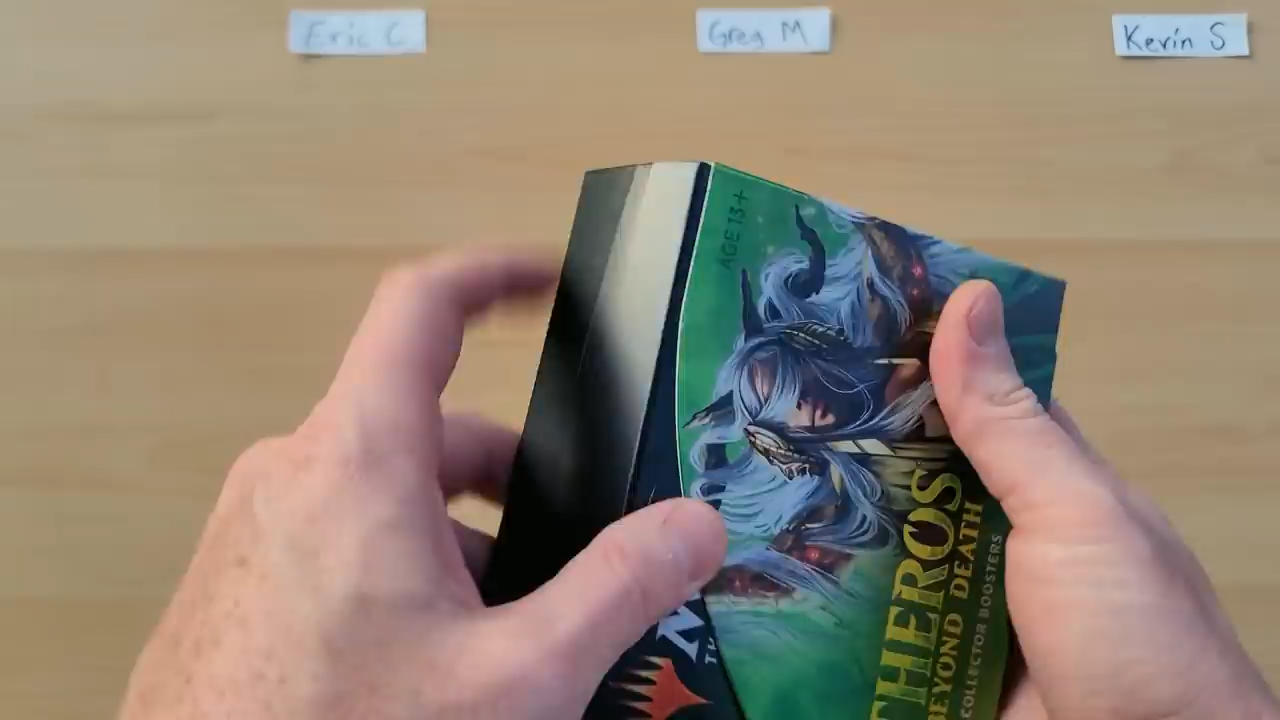 Eric C
Greg M
Kevin S
AGE 13+
THEROS
BEYOND DEATH
COLLECTOR BOOSTERS